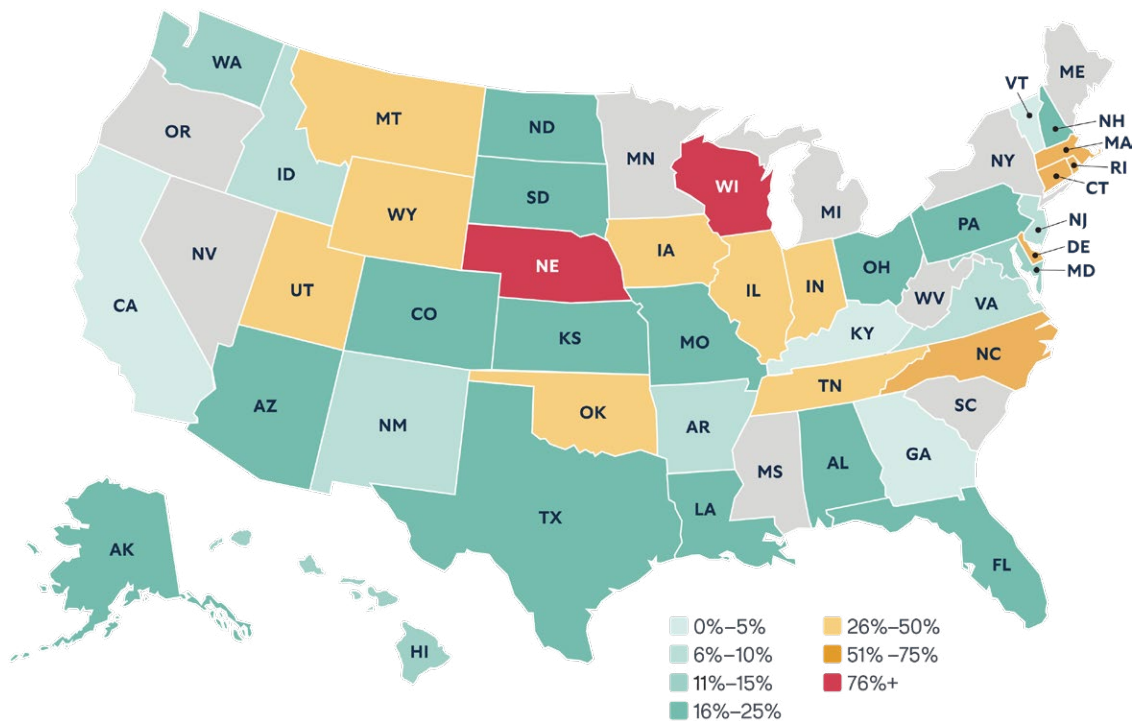 WA
OR
CA
NV
ID
MT
WY
UT
AZ
CO
NM
ND
SD
NE
KS
OK
TX
MN
IA
MO
AR
LA
WI
IL
MI
IN
KY
TN
MS
AL
OH
WV
VA
NC
SC
GA
FL
PA
NY
ME
VT
NH
MA
RI
CT
NJ
DE
MD
AK
HI
0%–5%
6%–10%
11%–15%
16%–25%
26%–50%
51% –75%
76%+